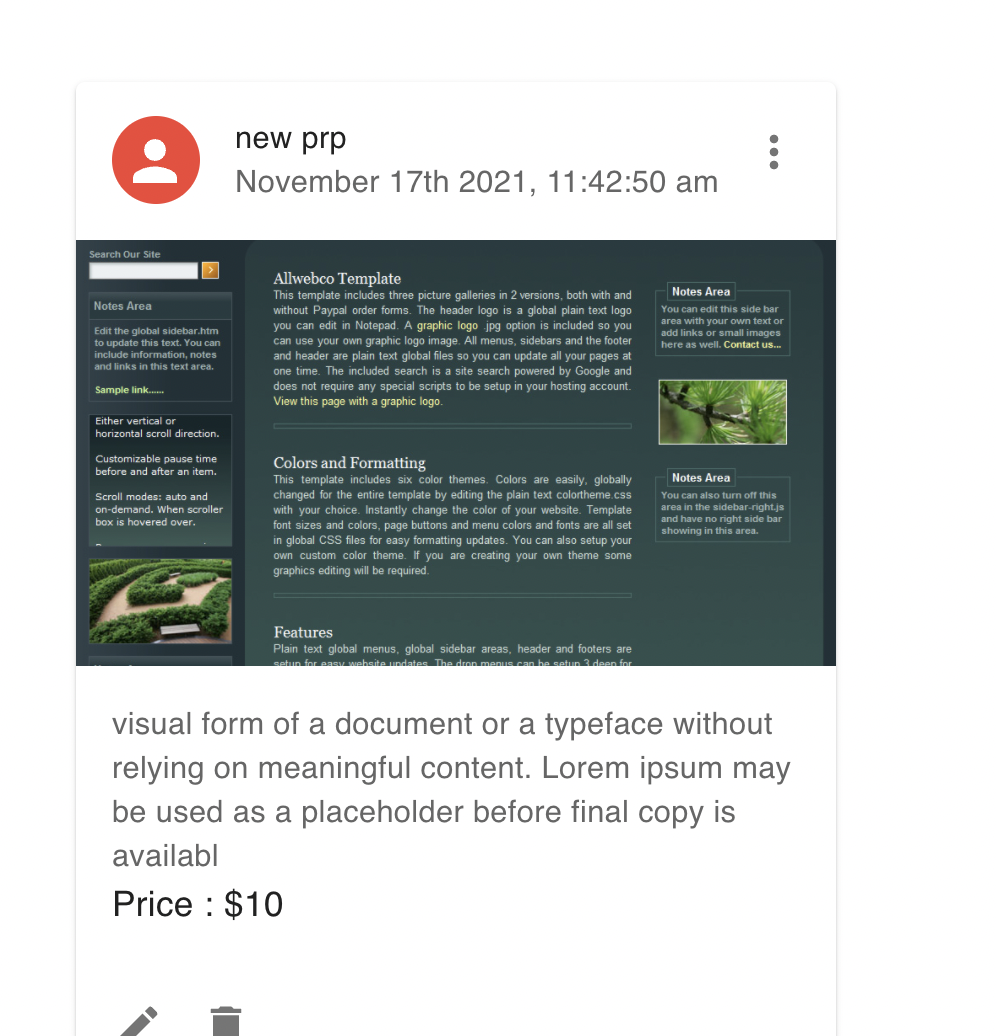 new prp
November 17th 2021, 11:42:50 am
Search Our Site
Notes Area
Edit the global sidebar.htm
to update this text. You can
include information, notes
and links in this text area.
Sample link......
Either vertical or
horizontal scroll direction.
Customizable pause time
before and after an item.
Scroll modes: auto and
on-demand. When scroller
box is hovered over.
Allwebco Template
This template includes three picture galleries in 2 versions, both with and
without Paypal order forms. The header logo is a global plain text logo
you can edit in Notepad. A graphic logo .jpg option is included so you
can use your own graphic logo image. All menus, sidebars and the footer
and header are plain text global files so you can update all your pages at
one time. The included search is a site search powered by Google and
does not require any special scripts to be setup in your hosting account.
View this page with a graphic logo.
Colors and Formatting
This template includes six color themes. Colors are easily, globally
changed for the entire template by editing the plain text colortheme.css
with your choice. Instantly change the color of your website. Template
font sizes and colors, page buttons and menu colors and fonts are all set
in global CSS files for easy formatting updates. You can also setup your
own custom color theme. If you are creating your own theme some
graphics editing will be required.
Features
Plain text global menus, global sidebar areas, header and footers are
setup for easy website updates. The drop menus can be setup 3 deep for
Notes Area
You can edit this side bar
area with your own text or
add links or small images
here as well. Contact us...
Notes Area
You can also turn off this
area in the sidebar-right.js
and have no right side bar
showing in this area.
visual form of a document or a typeface without
relying on meaningful content. Lorem ipsum may
be used as a placeholder before final copy is
availabl
Price : $10